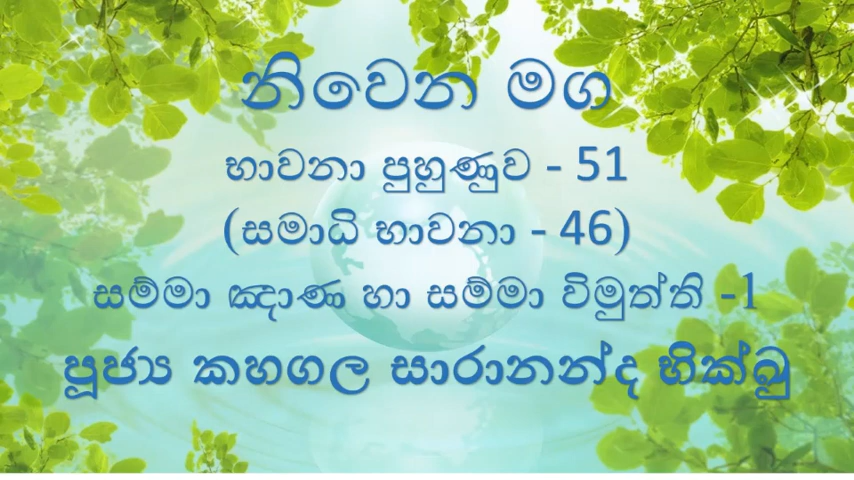 නිවෙන මග
භාවනා පුහුණුව - 51
(සමාධි භාවනා - 46)
සම්මා ඤාණ හා සම්මා විමුත්ති -1
පූජ්‍ය කහගල සාරානන්ද භික්ඛු